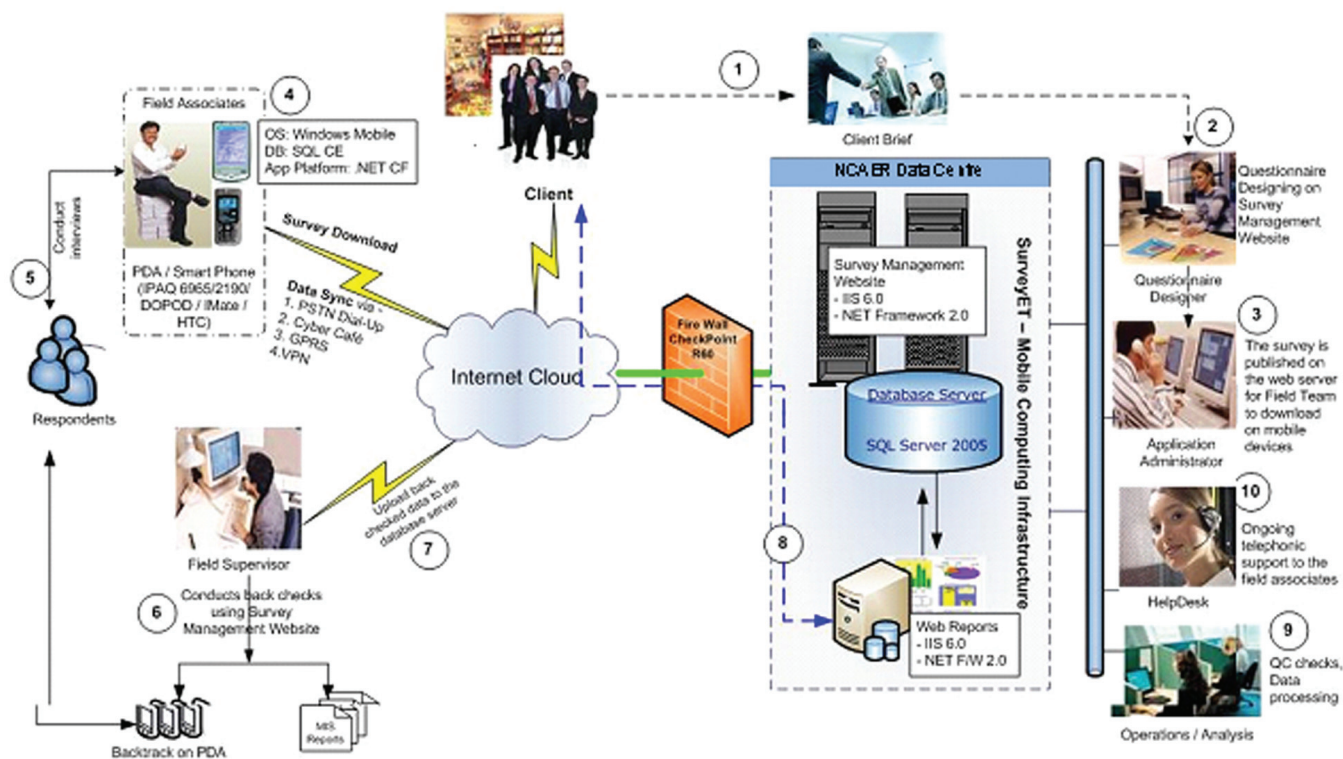 1
Client Brief
4
Field Associates
OS: Windows Mobile
DB: SQL CE
App Platform: .NET CF
PDA / Smart Phone
(IPAQ 6965/2190/
DOPOD / IMate /
HTC)
Conduct
interviews
5
Respondents
Survey Download
Data Sync via -
1. PSTN Dial-Up
2. Cyber Café
3. GPRS
4.VPN
Client
Internet Cloud
Fire Wall
CheckPoint
R60
NCAER Data Centre
Survey Management
Website
- IIS 6.0
- NET Framework 2.0
Database Server
SQL Server 2005
SurveyET – Mobile Computing Infrastructure
8
Web Reports
- IIS 6.0
- NET F/W 2.0
2
Questionnaire
Designing on
Survey
Management
Website
Questionnaire
Designer
3
The survey is
published on
the web server
for Field Team
to download
on mobile
devices
Application
Administrator
10
Ongoing
telephonic
support to the
field associates
HelpDesk
9
QC checks,
Data
processing
Operations / Analysis
Field Supervisor
Upload back
checked data to the
database server
7
6
Conducts back checks
using Survey
Management Website
Backtrack on PDA
MIS
Reports